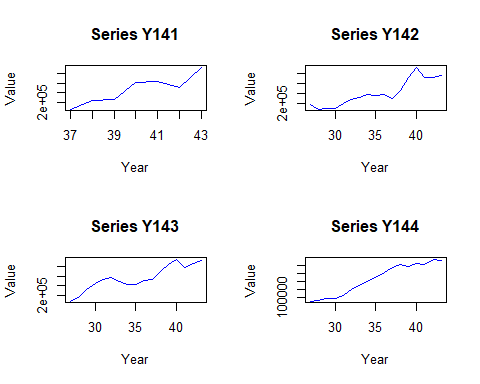 Series Y141
Value
2e+05
37 39 41 43
Year
Series Y142
Value
2e+05
30 35 40
Year
Series Y143
Value
2e+05
30 35 40
Year
Series Y144
Value
100000
30 35 40
Year